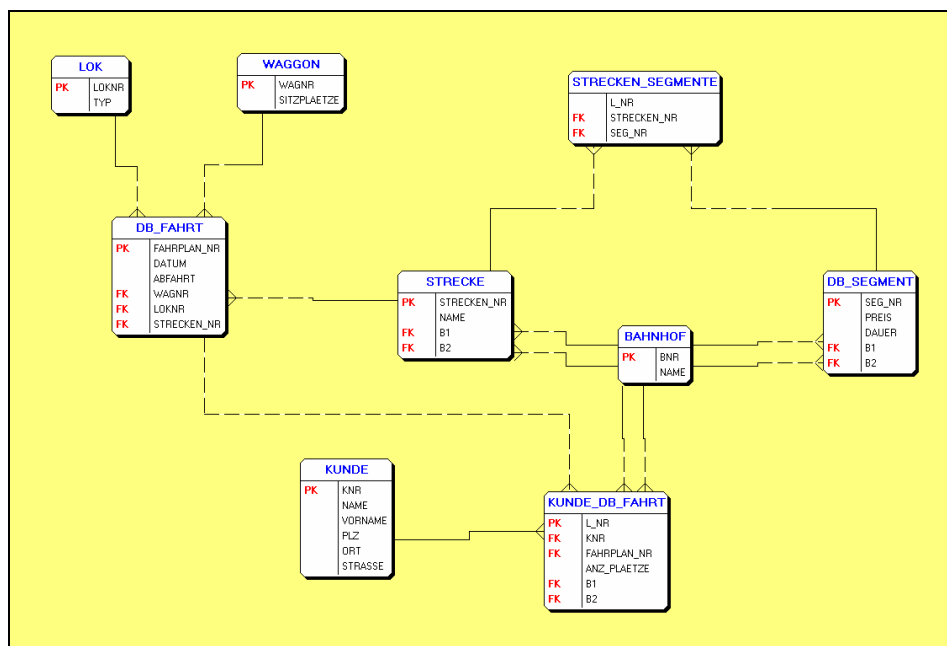 LOK
PK LOKNR
TYP
WAGGON
PK WAGNR
SITZPLAETZE
STRECKEN_SEGMENTE
L_NR
FK STRECKEN_NR
FK SEG_NR
DB_FAHRT
PK FAHRPLAN_NR
DATUM
ABFAHRT
FK WAGNR
FK LOKNR
FK STRECKEN_NR
STRECKE
PK STRECKEN_NR
NAME
FK B1
FK B2
BAHNHOF
PK BNR
NAME
DB_SEGMENT
PK SEG_NR
PREIS
DAUER
FK B1
FK B2
KUNDE
PK KNR
NAME
VORNAME
PLZ
ORT
STRASSE
KUNDE_DB_FAHRT
PK L_NR
FK KNR
FK FAHRPLAN_NR
ANZ_PLAETZE
FK B1
FK B2